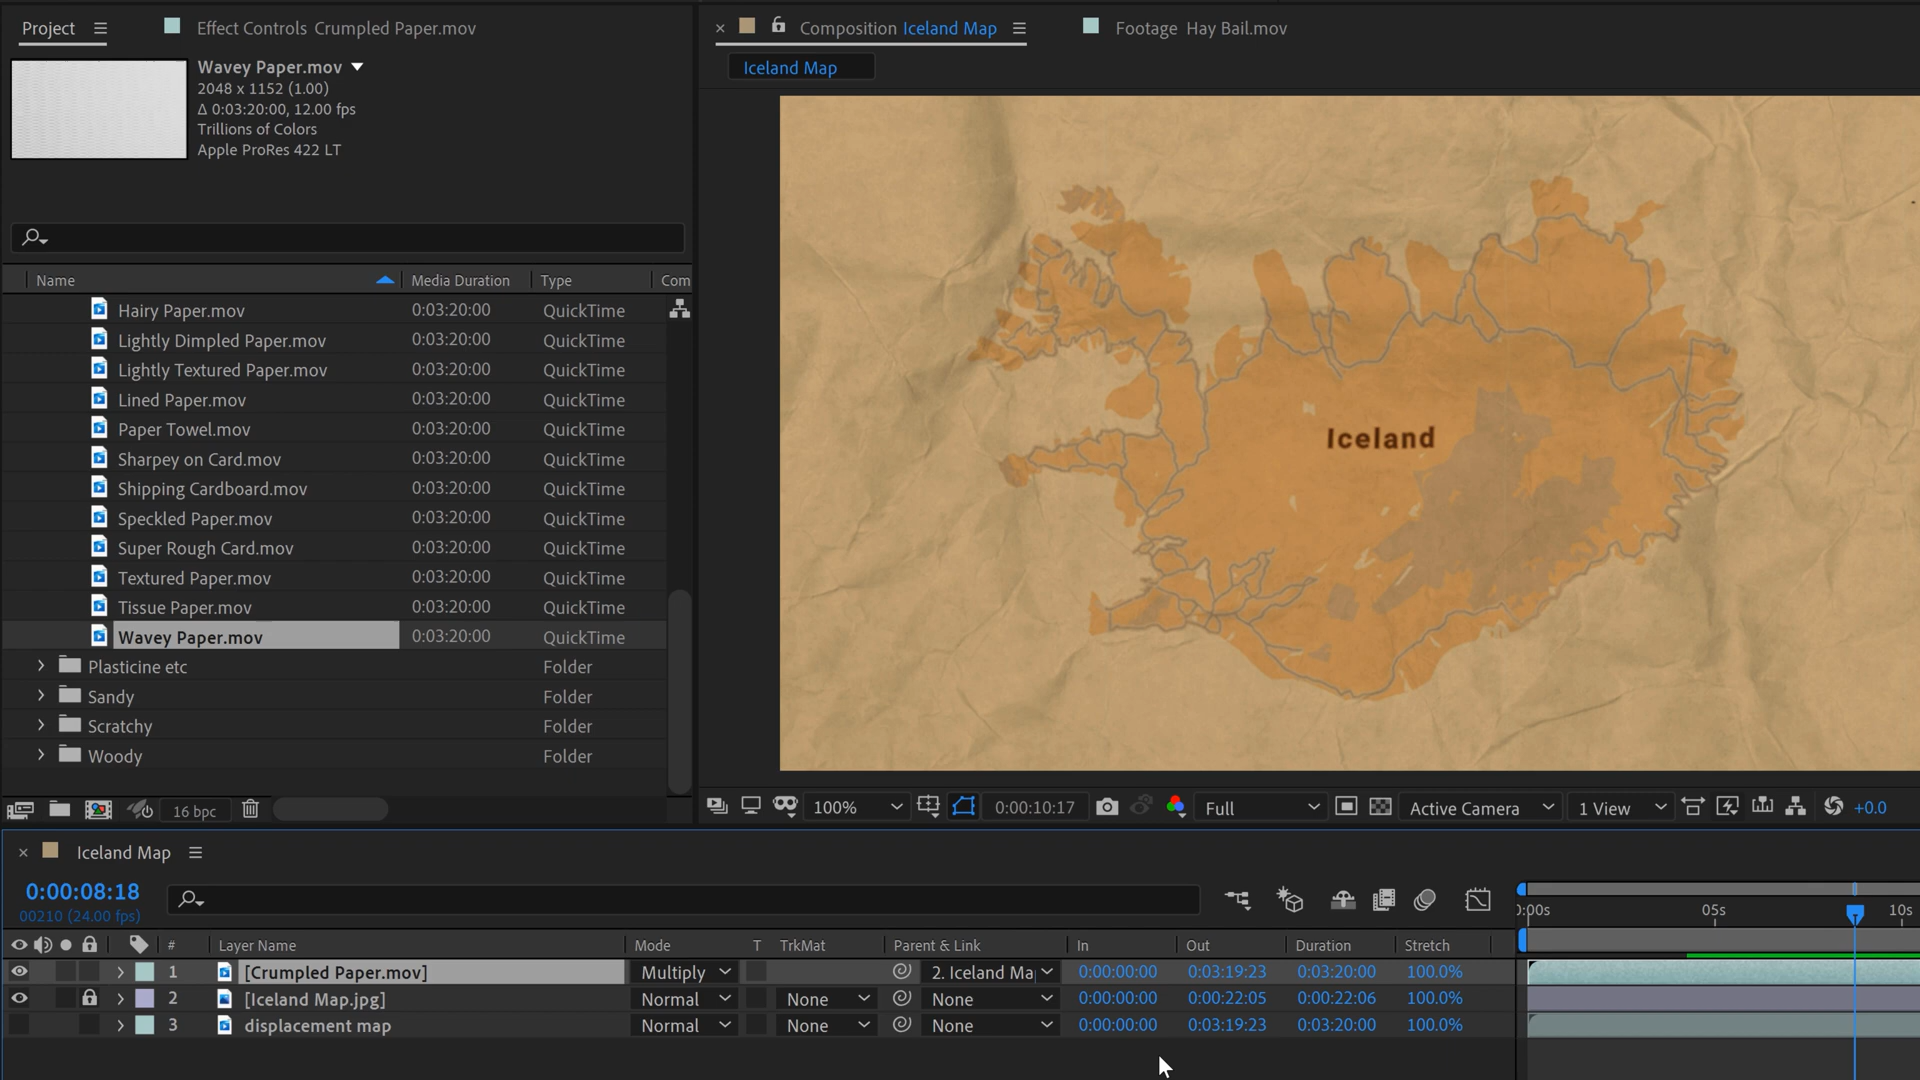 Project
Effect Controls Crumpled Paper.mov
Composition Iceland Map
Footage Hay Bail.mov
Wavey Paper.mov
2048 x 1152 (1.00)
Δ 0:03:20:00, 12.00 fps
Trillions of Colors
Apple ProRes 422 LT
Iceland Map
Name
Media Duration
Type
Com
Hairy Paper.mov 0:03:20:00 QuickTime
Lightly Dimpled Paper.mov 0:03:20:00 QuickTime
Lightly Textured Paper.mov 0:03:20:00 QuickTime
Lined Paper.mov 0:03:20:00 QuickTime
Paper Towel.mov 0:03:20:00 QuickTime
Sharpey on Card.mov 0:03:20:00 QuickTime
Shipping Cardboard.mov 0:03:20:00 QuickTime
Speckled Paper.mov 0:03:20:00 QuickTime
Super Rough Card.mov 0:03:20:00 QuickTime
Textured Paper.mov 0:03:20:00 QuickTime
Tissue Paper.mov 0:03:20:00 QuickTime
Wavey Paper.mov 0:03:20:00 QuickTime
Plasticine etc Folder
Sandy Folder
Scratchy Folder
Woody Folder
16 bpc
Iceland
100% 0:00:10:17 Full Active Camera 1 View +0.0
Iceland Map
0:00:08:18
00210 (24.00 fps)
0:00s 05s 10s
# Layer Name Mode T TrkMat Parent & Link In Out Duration Stretch
1 [Crumpled Paper.mov] Multiply 2. Iceland Ma 0:00:00:00 0:03:19:23 0:03:20:00 100.0%
2 [Iceland Map.jpg] Normal None None 0:00:00:00 0:00:22:05 0:00:22:06 100.0%
3 displacement map Normal None None 0:00:00:00 0:03:19:23 0:03:20:00 100.0%